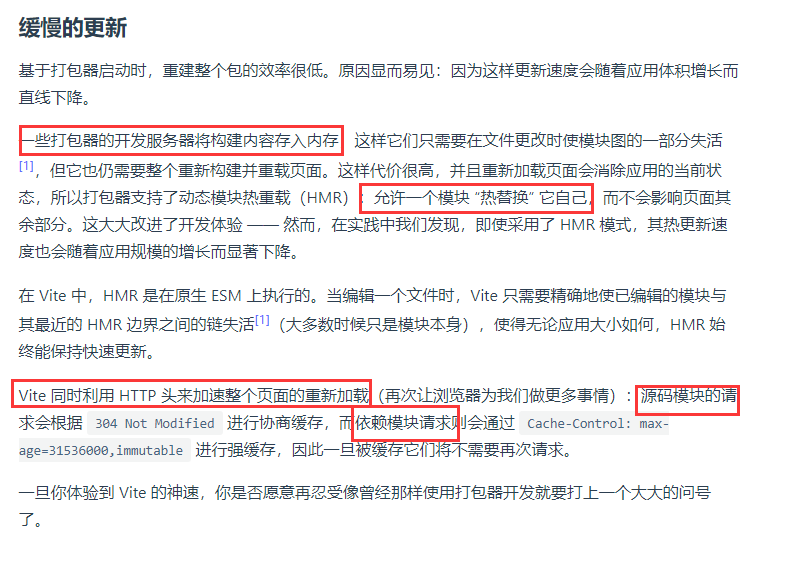 缓慢的更新
基于打包器启动时，重建整个包的效率很低。原因显而易见：因为这样更新速度会随着应用体积增长而
直线下降。
一些打包器的开发服务器将构建内容存入内存 这样它们只需要在文件更改时使模块图的一部分失活
[1]，但它也仍需要整个重新构建并重载页面。这样代价很高，并且重新加载页面会消除应用的当前状
态，所以打包器支持了动态模块热重载（HMR）：允许一个模块 “热替换” 它自己，而不会影响页面其
余部分。这大大改进了开发体验 —— 然而，在实践中我们发现，即使采用了 HMR 模式，其热更新速
度也会随着应用规模的增长而显著下降。
在 Vite 中，HMR 是在原生 ESM 上执行的。当编辑一个文件时，Vite 只需要精确地使已编辑的模块与
其最近的 HMR 边界之间的链失活[1]（大多数时候只是模块本身），使得无论应用大小如何，HMR 始
终能保持快速更新。
Vite 同时利用 HTTP 头来加速整个页面的重新加载（再次让浏览器为我们做更多事情）：源码模块的请
求会根据 304 Not Modified 进行协商缓存，而依赖模块请求则会通过 Cache-Control: max-
age=31536000,immutable 进行强缓存，因此一旦被缓存它们将不需要再次请求。
一旦你体验到 Vite 的神速，你是否愿意再忍受像曾经那样使用打包器开发就要打上一个大大的问号
了。